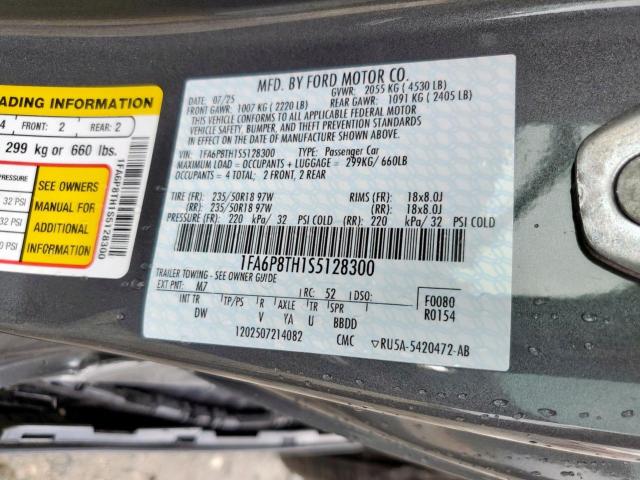 ADING INFORMATION
4 FRONT: 2 REAR: 2
299 kg or 660 lbs.
32 PSI
32 PSI
0 PSI
SEE OWNERS
MANUAL FOR
ADDITIONAL
INFORMATION
1FA6P8TH1S5128300
MFD. BY FORD MOTOR CO.
DATE: 07/25 GVWR: 2055 KG (4530 LB)
FRONT GAWR: 1007 KG (2220 LB) REAR GAWR: 1091 KG (2405 LB)
THIS VEHICLE CONFORMS TO ALL APPLICABLE FEDERAL MOTOR
VEHICLE SAFETY, BUMPER, AND THEFT PREVENTION STANDARDS
IN EFFECT ON THE DATE OF MANUFACTURE SHOWN ABOVE.
VIN: 1FA6P8TH1S5128300 TYPE: Passenger Car
MAXIMUM LOAD = OCCUPANTS + LUGGAGE = 299KG/ 660LB
OCCUPANTS = 4 TOTAL: 2 FRONT, 2 REAR
TIRE (FR): 235/50R18 97W RIMS (FR): 18x8.0J
(RR): 235/50R18 97W (RR): 18x8.0J
PRESSURE (FR): 220 kPa/ 32 PSI COLD (RR): 220 kPa/ 32 PSI COLD
1FA6P8TH1S5128300
TRAILER TOWING - SEE OWNER GUIDE
EXT PNT: M7 RC: 52 DSO: F0080
INT TR TP/PS R AXLE TR SPR R0154
DW V YA U BBDD
1202507214082 CMC ▽RU5A-5420472-AB